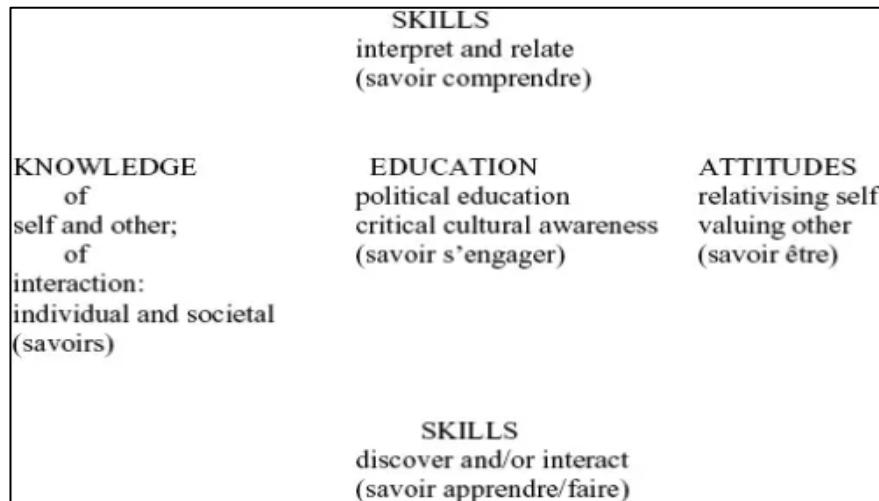 SKILLS
interpret and relate
(savoir comprendre)
KNOWLEDGE
of
self and other;
of
interaction:
individual and societal
(savoirs)
EDUCATION
political education
critical cultural awareness
(savoir s'engager)
ATTITUDES
relativising self
valuing other
(savoir être)
SKILLS
discover and/or interact
(savoir apprendre/faire)